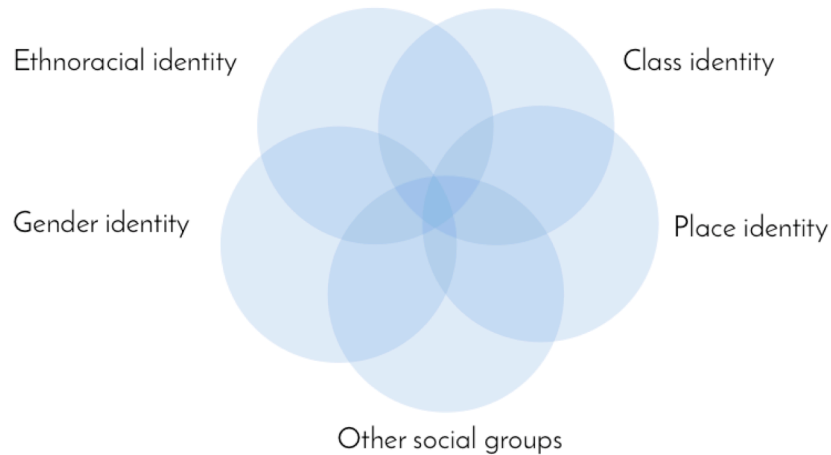 Ethnoracial identity
Class identity
Gender identity
Place identity
Other social groups